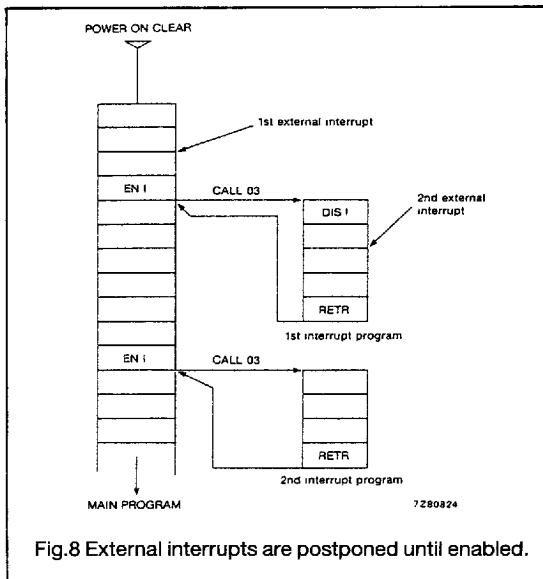 POWER ON CLEAR
1st external interrupt
EN I
CALL 03
DIS I
2nd external
interrupt
RETR
1st interrupt program
EN I
CALL 03
RETR
2nd interrupt program
MAIN PROGRAM
7Z80824
Fig.8 External interrupts are postponed until enabled.